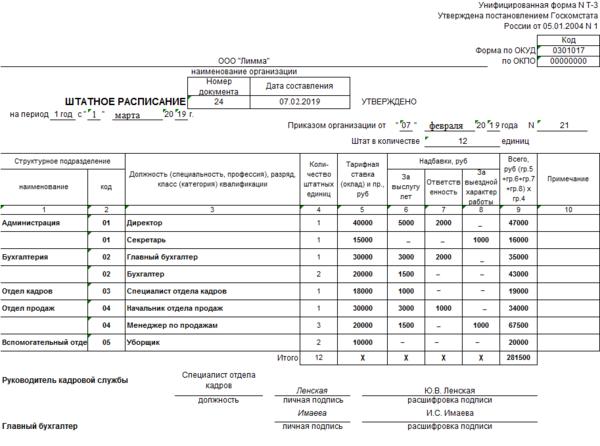 Унифицированная форма N Т-3
Утверждена постановлением Госкомстата
России от 05.01.2004 N 1
Код
Форма по ОКУД 0301017
ООО "Лимма" по ОКПО 00000000
наименование организации
Номер документа Дата составления
ШТАТНОЕ РАСПИСАНИЕ 24 07.02.2019 УТВЕРЖДЕНО
на период 1 год с " 1 " марта 20 19 г.
Приказом организации от " 07 " февраля 20 19 года N 21
Штат в количестве 12 единиц
Структурное подразделение Должность (специальность, профессия), разряд, класс (категория) квалификации Коли-чество штатных единиц Тарифная ставка (оклад) и пр., руб Надбавки, руб Всего, руб (гр.5 +гр.6+гр.7 +гр.8) х гр.4 Примечание
наименование код За выслугу лет Ответств енность За выездной характер работы
1 2 3 4 5 6 7 8 9 10
Администрация 01 Директор 1 40000 5000 2000 – 47000
01 Секретарь 1 15000 – – 1000 16000
Бухгалтерия 02 Главный бухгалтер 1 30000 3000 2000 – 35000
02 Бухгалтер 2 20000 1500 – – 43000
Отдел кадров 03 Специалист отдела кадров 1 18000 1000 – – 19000
Отдел продаж 04 Начальник отдела продаж 1 30000 3000 1000 – 34000
04 Менеджер по продажам 3 20000 1500 – 1000 67500
Вспомогательный отде 05 Уборщик 2 10000 – – – 20000
Итого 12 X X X X 281500
Руководитель кадровой службы Специалист отдела кадров Ленская Ю.В. Ленская
должность личная подпись расшифровка подписи
Имаева И.С. Имаева
Главный бухгалтер личная подпись расшифровка подписи